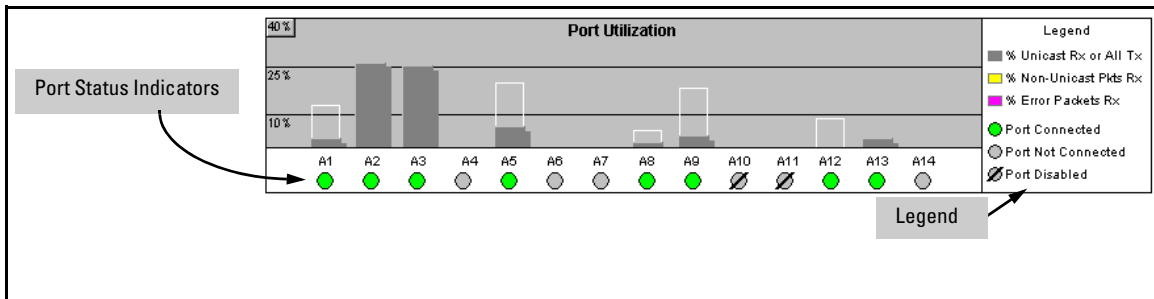 40 %
Port Utilization
25 %
10 %
A1 A2 A3 A4 A5 A6 A7 A8 A9 A10 A11 A12 A13 A14
Port Status Indicators
Legend
% Unicast Rx or All Tx
% Non-Unicast Pkts Rx
% Error Packets Rx
Port Connected
Port Not Connected
Port Disabled
Legend